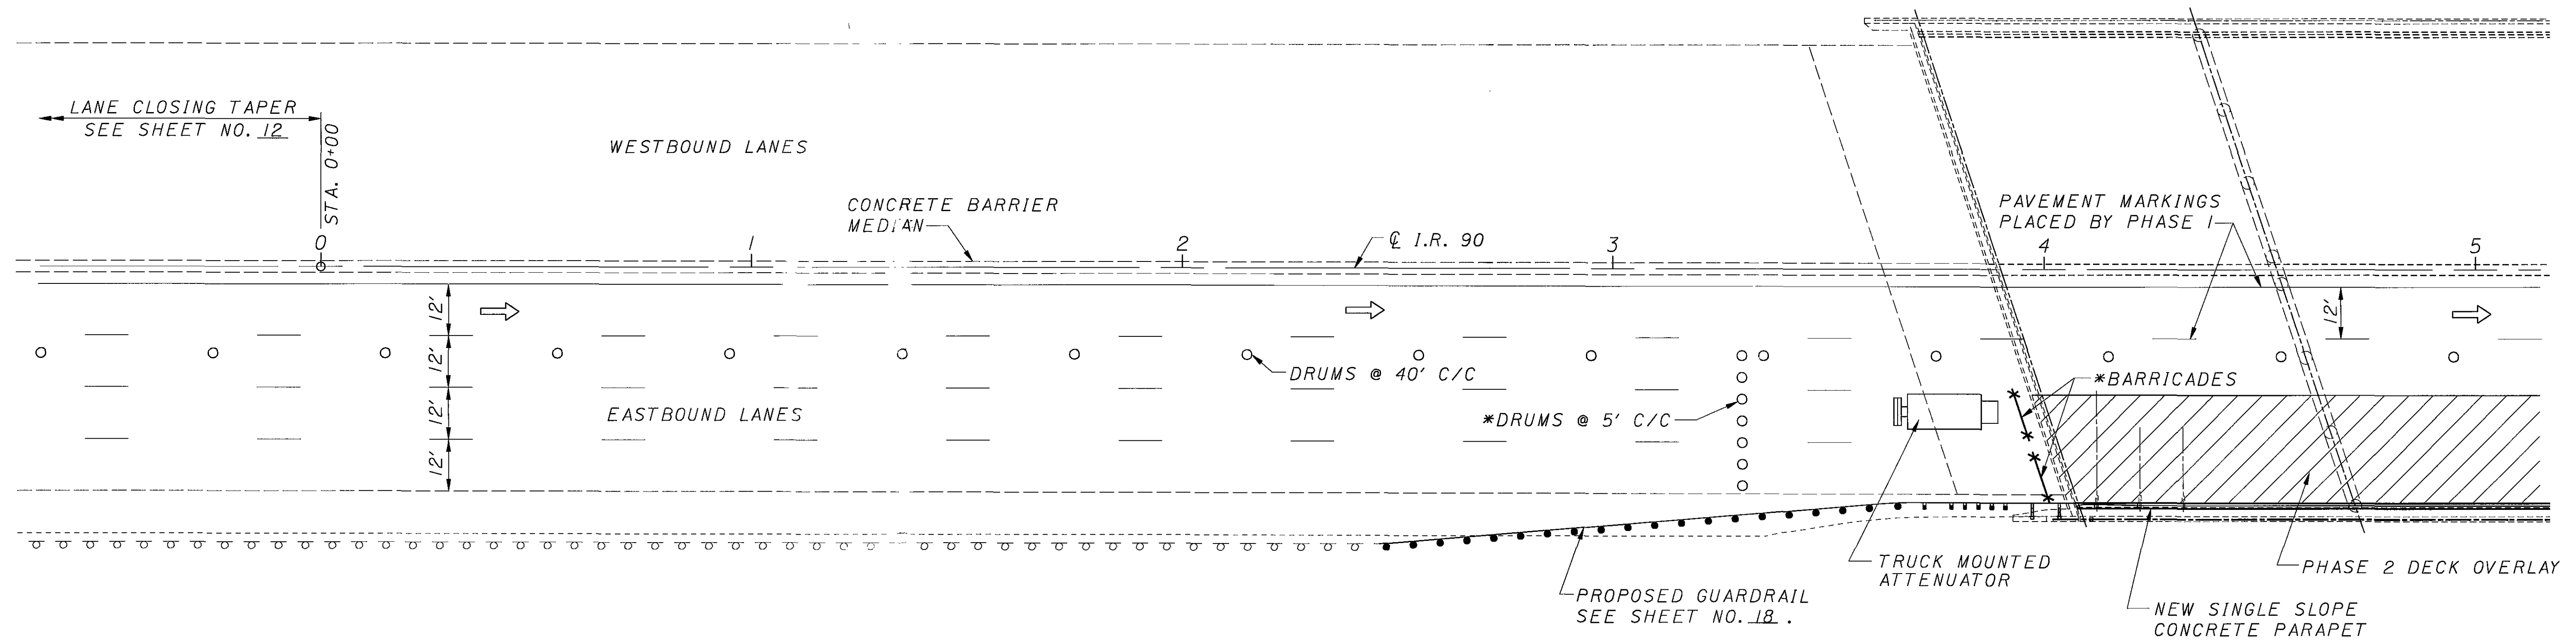 LANE CLOSING TAPER
SEE SHEET NO. 12
STA. 0+00
WESTBOUND LANES
CONCRETE BARRIER
MEDIAN
℄ I.R. 90
PAVEMENT MARKINGS
PLACED BY PHASE 1
0
1
2
3
4
5
12'
12'
12'
12'
12'
DRUMS @ 40' C/C
*BARRICADES
EASTBOUND LANES
*DRUMS @ 5' C/C
TRUCK MOUNTED
ATTENUATOR
PHASE 2 DECK OVERLAY
PROPOSED GUARDRAIL
SEE SHEET NO. 18 .
NEW SINGLE SLOPE
CONCRETE PARAPET